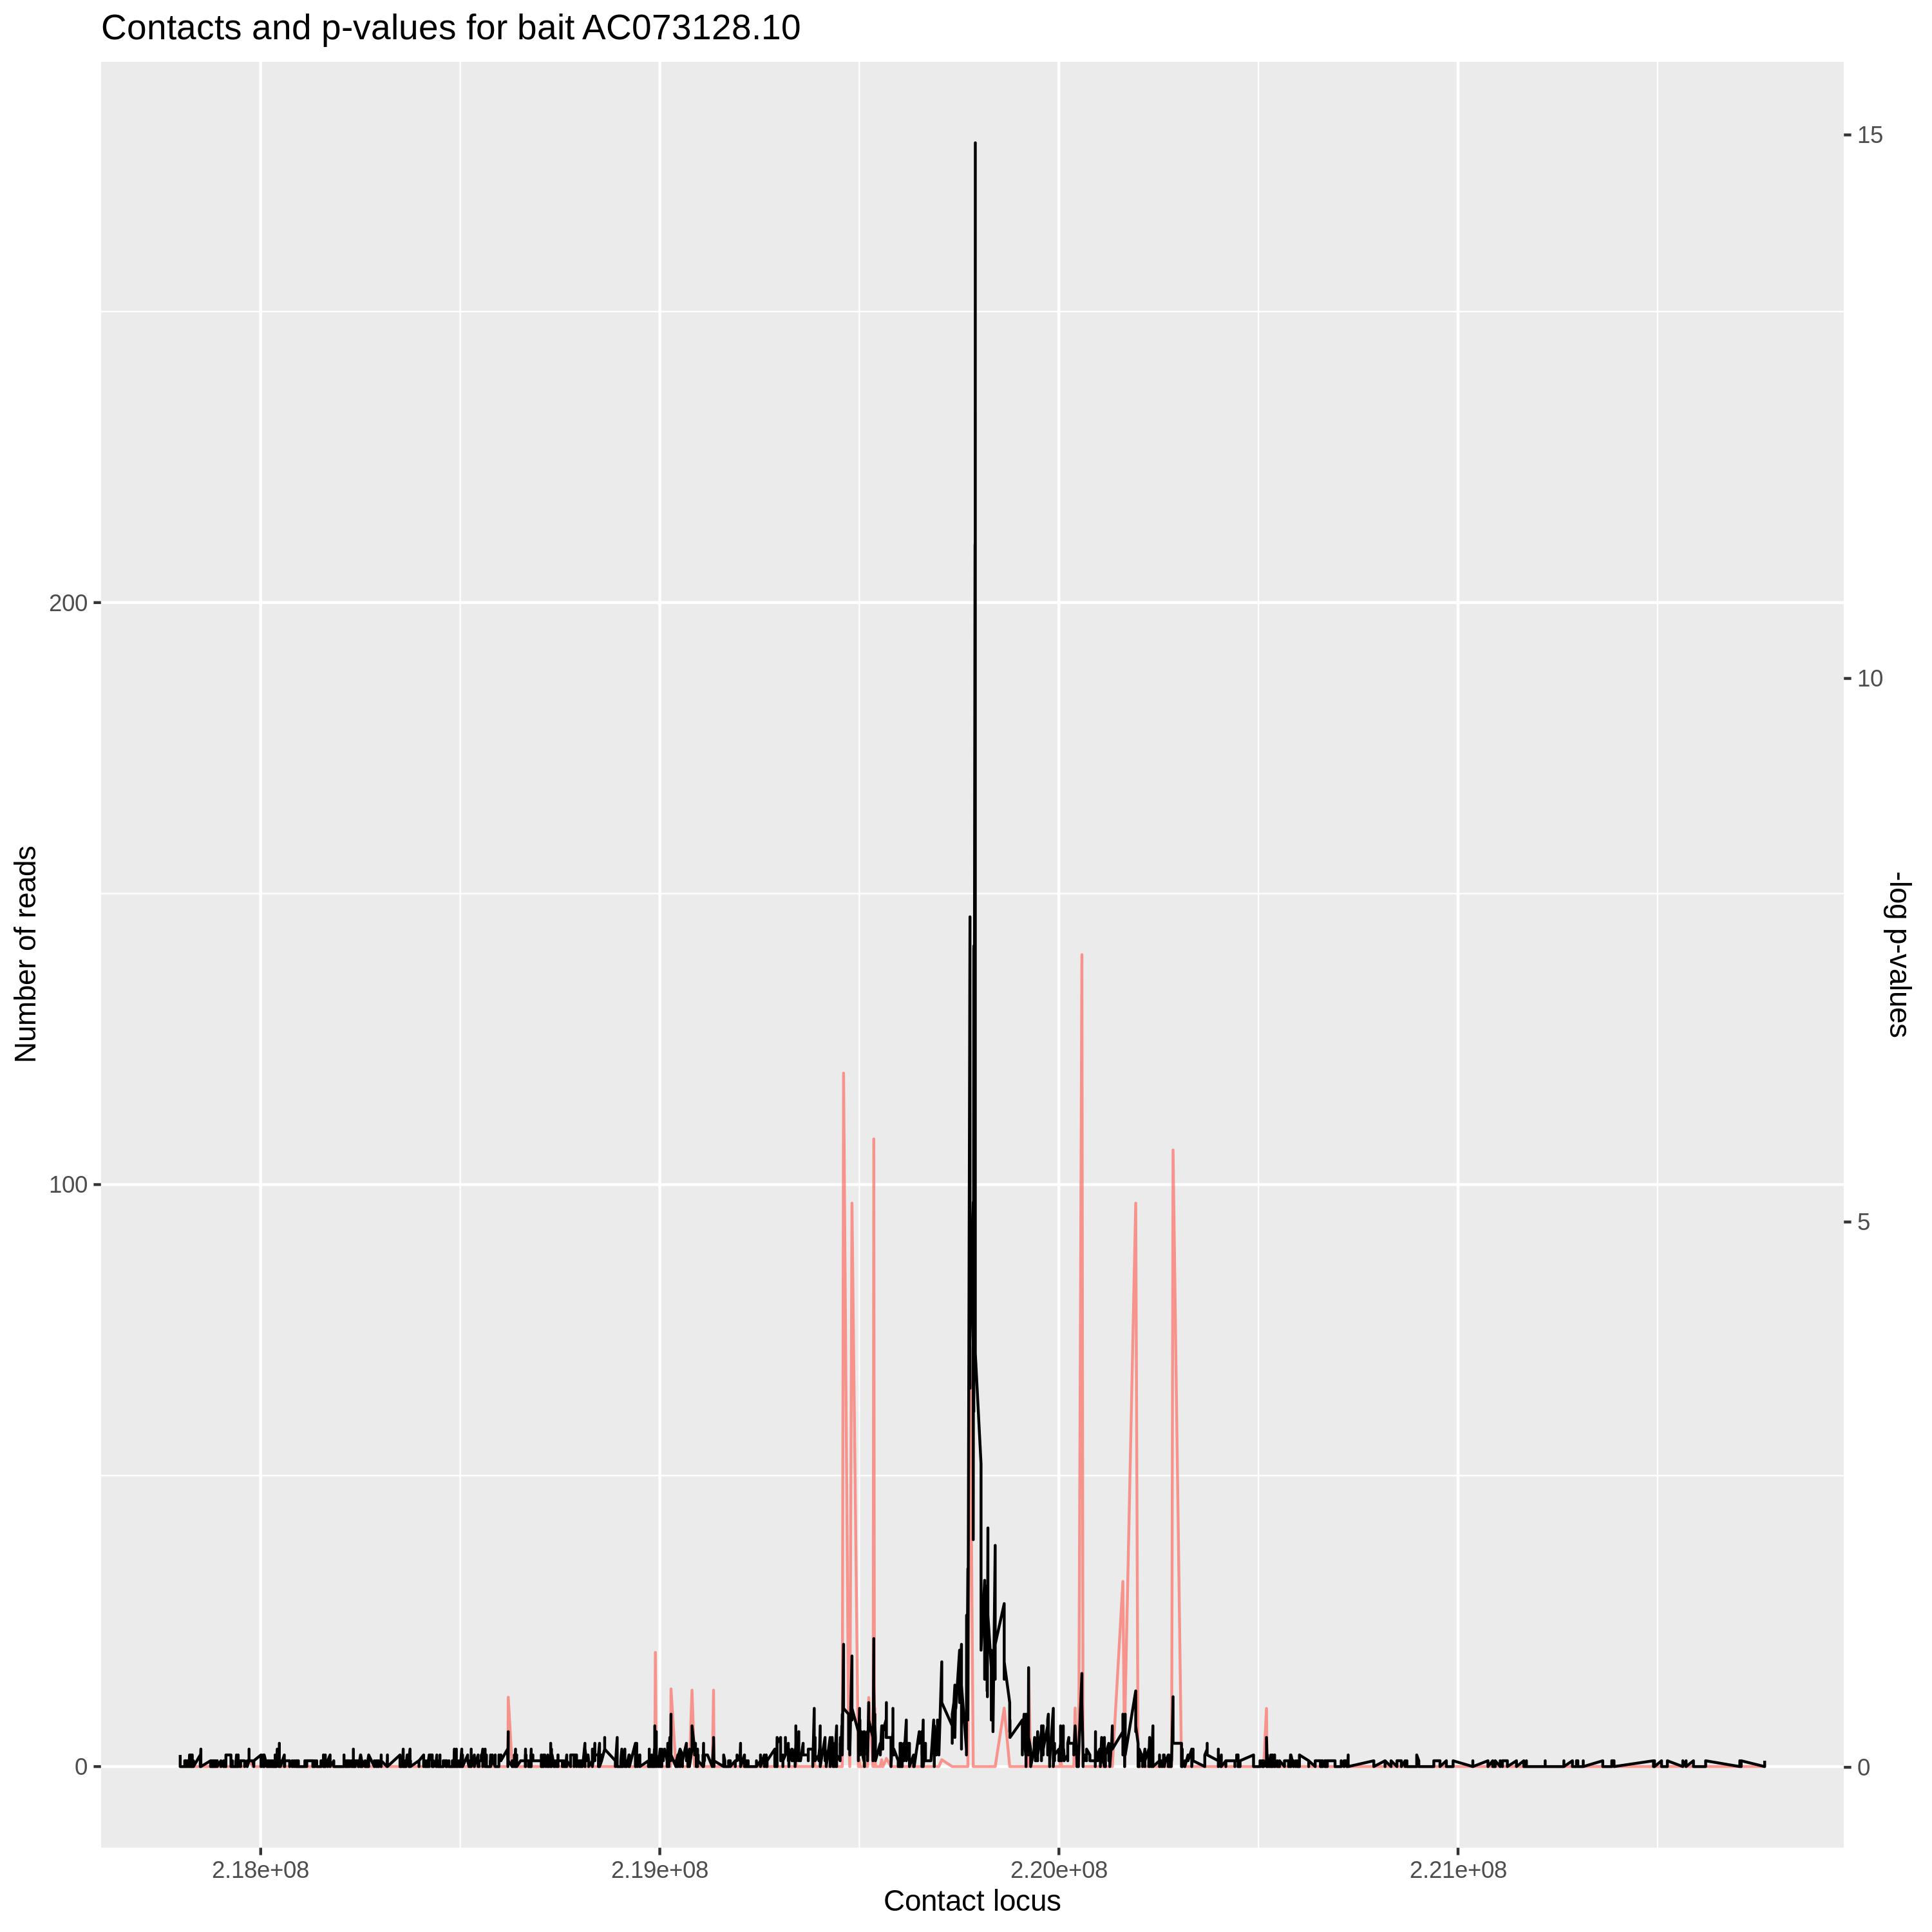 Contacts and p-values for bait AC073128.10
15
200
10
Number of reads
-log p-values
100
5
0
0
2.18e+08
2.19e+08
2.20e+08
2.21e+08
Contact locus